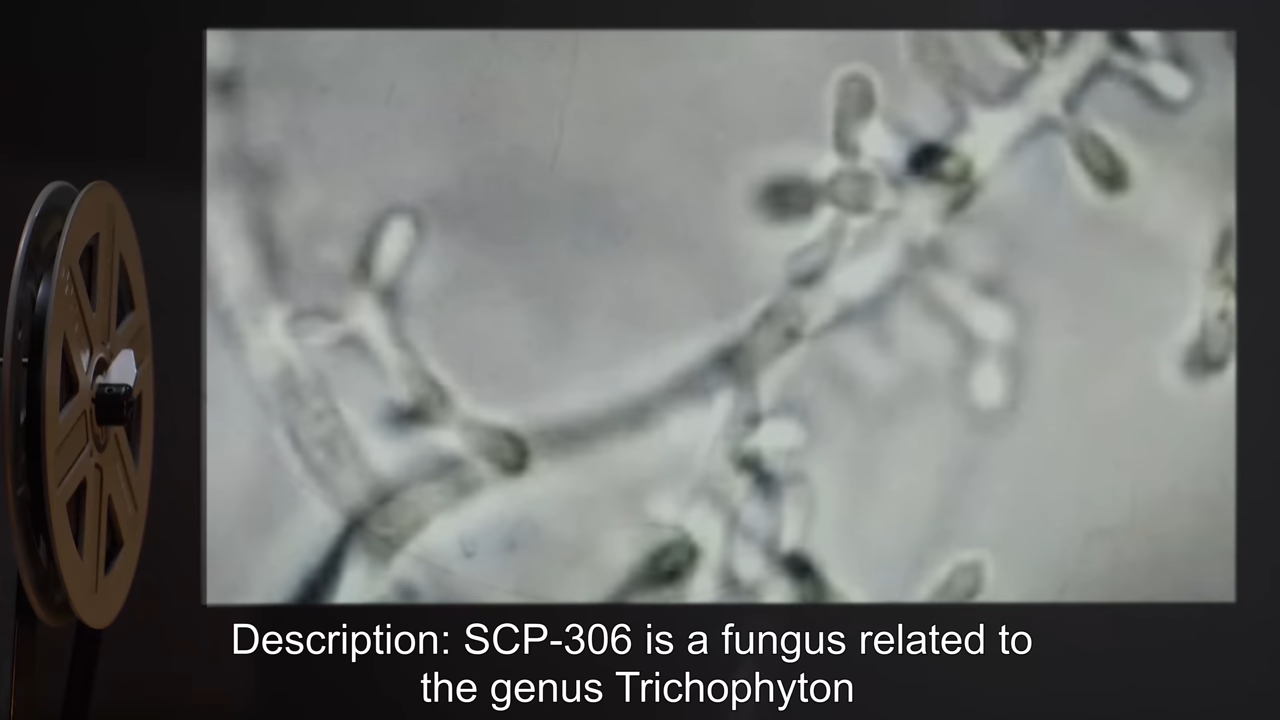 Description: SCP-306 is a fungus related to
the genus Trichophyton